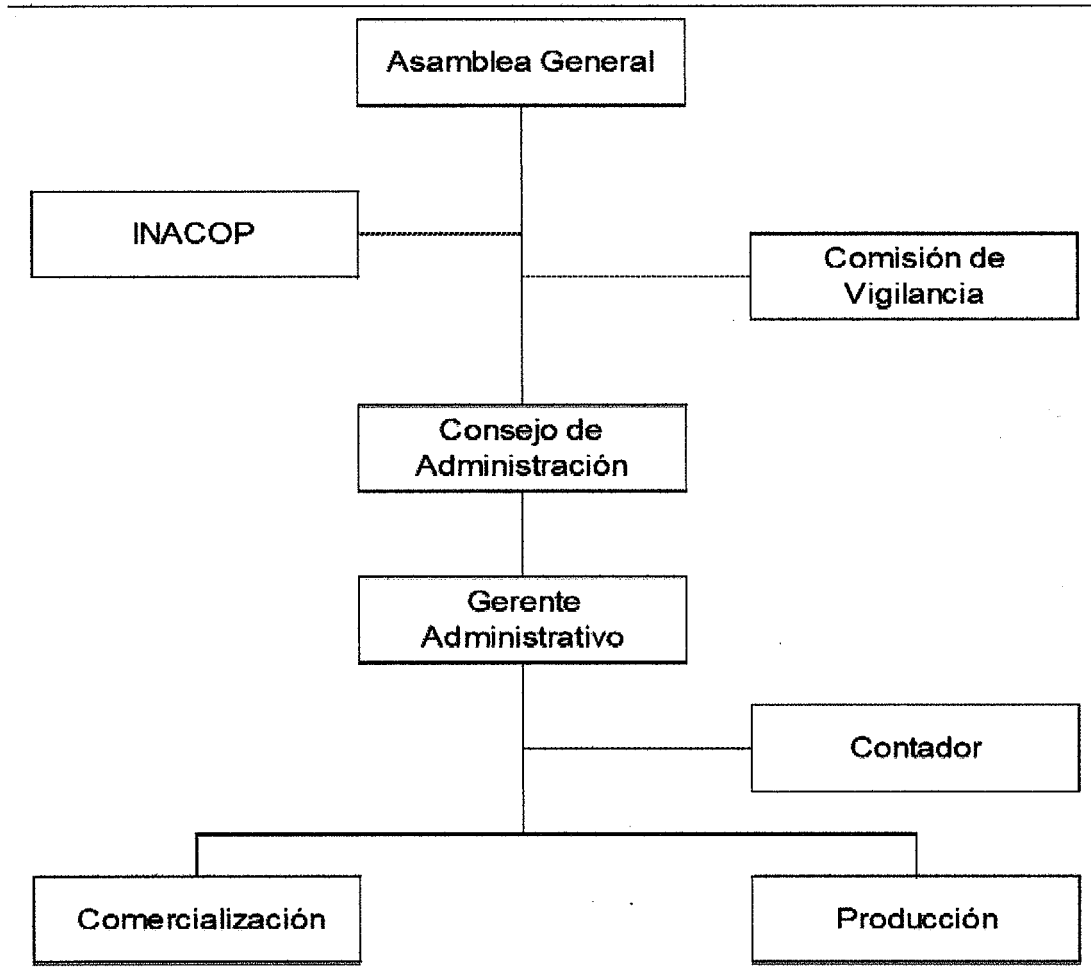 Asamblea General
INACOP
Comisión de
Vigilancia
Consejo de
Administración
Gerente
Administrativo
Contador
Comercialización
Producción